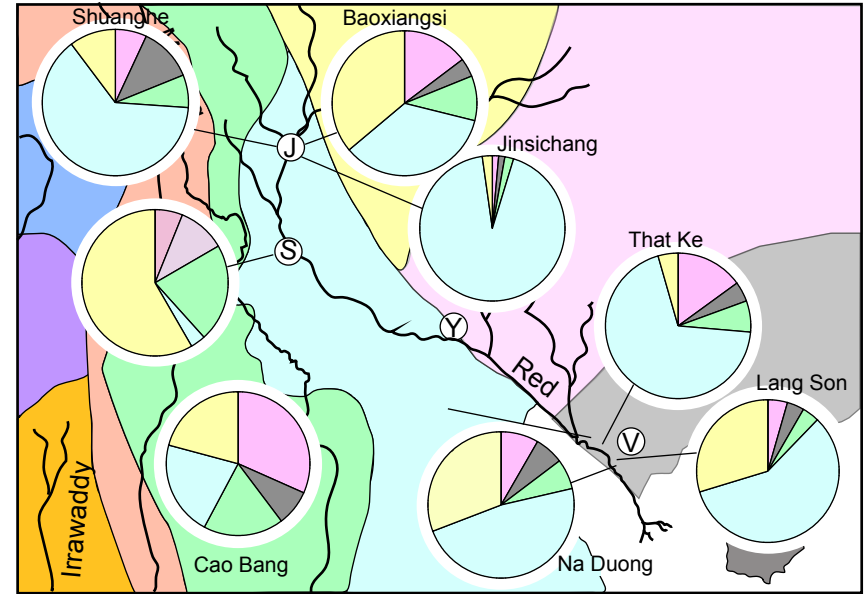 Shuanghe
Baoxiangsi
Jinsichang
J
That Ke
S
Y
Red
Lang Son
V
Irrawaddy
Cao Bang
Na Duong